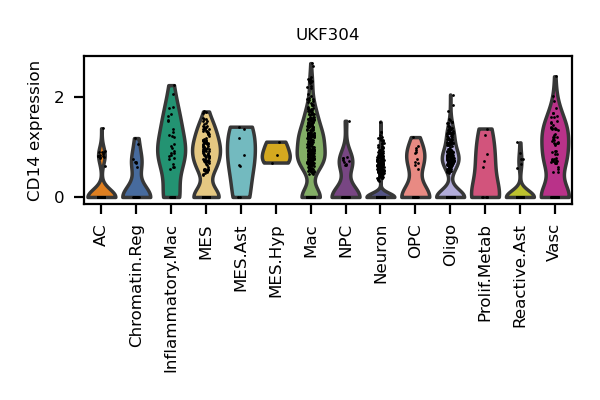 UKF304
CD14 expression
2
0
AC
Chromatin.Reg
Inflammatory.Mac
MES
MES.Ast
MES.Hyp
Mac
NPC
Neuron
OPC
Oligo
Prolif.Metab
Reactive.Ast
Vasc